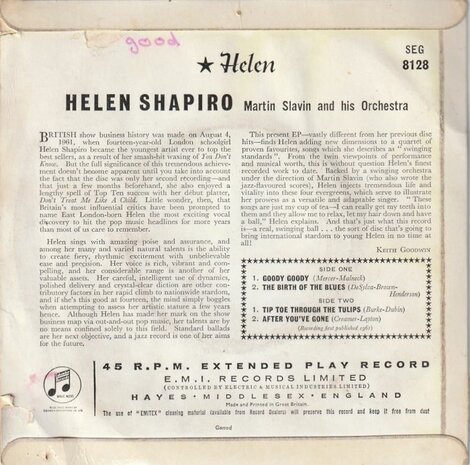 good
SEG
8128
★ Helen
HELEN SHAPIRO Martin Slavin and his Orchestra
BRITISH show business history was made on August 4,
1961, when fourteen-year-old London schoolgirl
Helen Shapiro became the youngest artist ever to top the
best sellers, as a result of her smash-hit waxing of You Don't
Know. But the full significance of this tremendous achieve-
ment doesn't become apparent until you take into account
the fact that the disc was only her second recording—and
that just a few months beforehand, she also enjoyed a
lengthy spell of Top Ten success with her debut platter,
Don't Treat Me Like A Child. Little wonder, then, that
Britain's most influential critics have been prompted to
name East London-born Helen the most exciting vocal
discovery to hit the pop music headlines for more years
than most of us care to remember.
Helen sings with amazing poise and assurance, and
among her many and varied natural talents is the ability
to create fiery, rhythmic excitement with unbelievable
ease and precision. Her voice is rich, vibrant and com-
pelling, and her considerable range is another of her
valuable assets. Her careful, intelligent use of dynamics,
polished delivery and crystal-clear diction are other con-
tributory factors in her rapid climb to nationwide stardom,
and if she's this good at fourteen, the mind simply boggles
when attempting to assess her artistic stature a few years
hence. Although Helen has made her mark on the show
business map via out-and-out pop music, her talents are by
no means confined solely to this field. Standard ballads
are her next objective, and a jazz record is one of her aims
for the future.
This present EP—vastly different from her previous disc
hits—finds Helen adding new dimensions to a quartet of
proven favourites, songs which she describes as "swinging
standards". From the twin viewpoints of performance
and musical worth, this is without question Helen's finest
recorded work to date. Backed by a swinging orchestra
under the direction of Martin Slavin (who also wrote the
jazz-flavoured scores), Helen injects tremendous life and
vitality into these four evergreens, which serve to illustrate
her prowess as a versatile and adaptable singer. "These
songs are just my cup of tea—I can really get my teeth into
them and they allow me to relax, let my hair down and have
a ball," Helen explains. And that's just what this record
is—a real, swinging ball . . . the sort of disc that's going to
bring international stardom to young Helen in no time at
all!
KEITH GOODWIN
SIDE ONE
1. GOODY GOODY (Mercer-Malneck)
2. THE BIRTH OF THE BLUES (DeSylva-Brown-
Henderson)
SIDE TWO
1. TIP TOE THROUGH THE TULIPS (Burke-Dubin)
2. AFTER YOU'VE GONE (Creamer-Layton)
(Recording first published 1961)
45 R.P.M. EXTENDED PLAY RECORD
E.M.I. RECORDS LIMITED
(CONTROLLED BY ELECTRIC & MUSICAL INDUSTRIES LIMITED)
HAYES · MIDDLESEX · ENGLAND
Made and Printed in Great Britain
The use of "EMITEX" cleaning material (available from Record Dealers) will preserve this record and keep it free from dust
Garrod